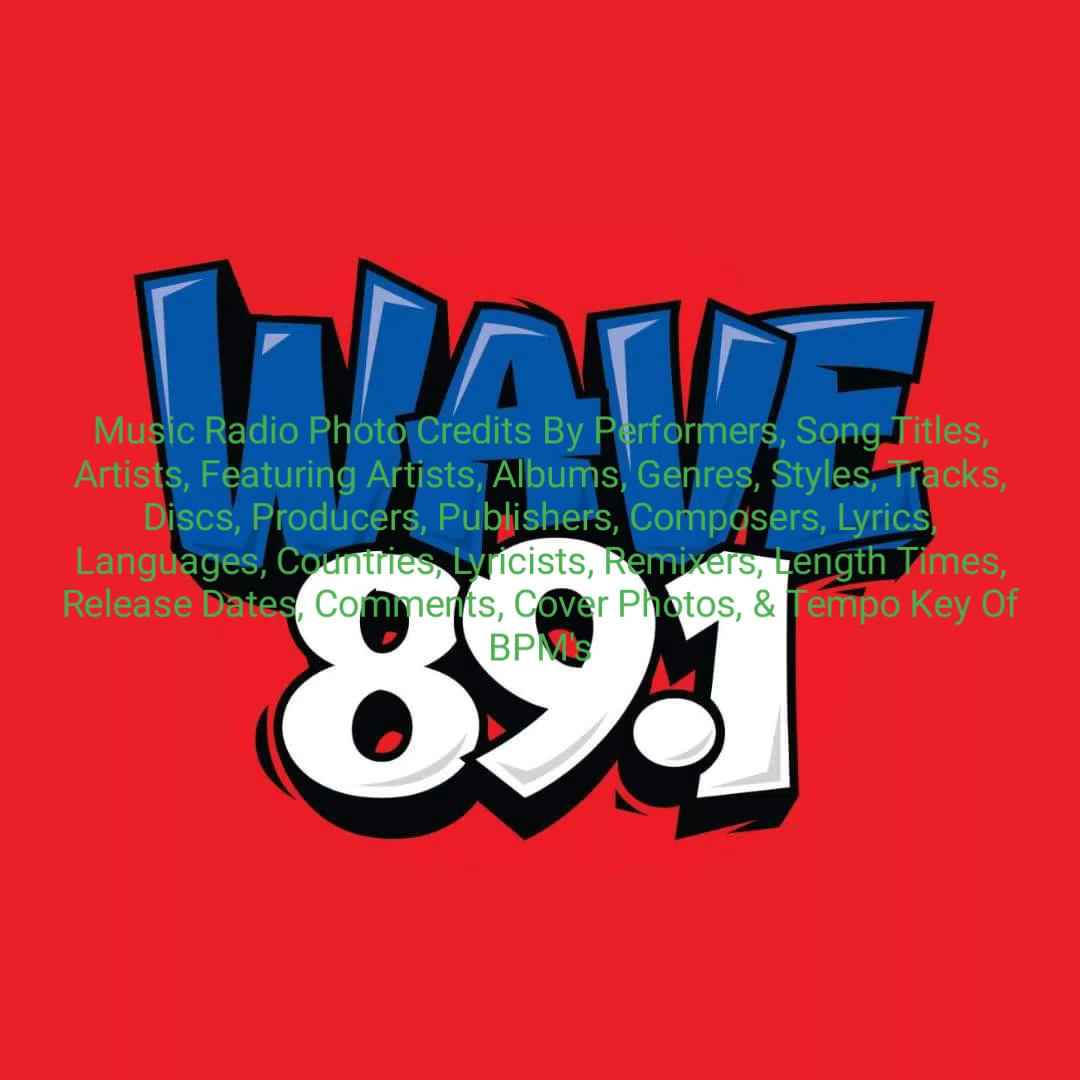 WAVE
Music Radio Photo Credits By Performers, Song Titles,
Artists, Featuring Artists, Albums, Genres, Styles, Tracks,
Discs, Producers, Publishers, Composers, Lyrics,
Languages, Countries, Lyricists, Remixers, Length Times,
Release Dates, Comments, Cover Photos, & Tempo Key Of
BPM's
89.1